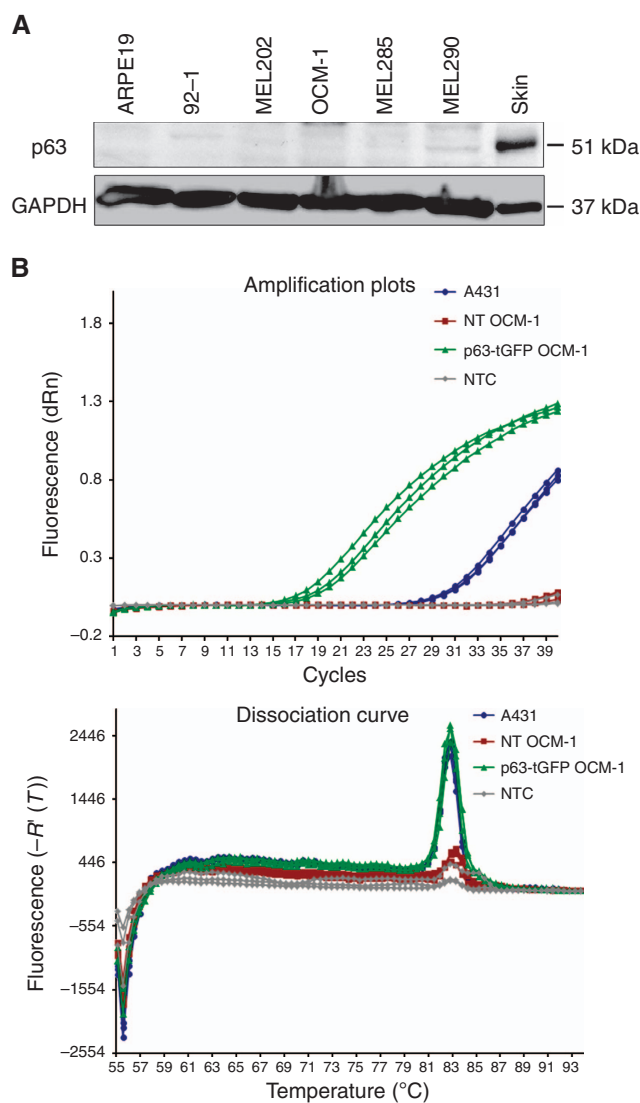 A
ARPE19
92–1
MEL202
OCM-1
MEL285
MEL290
Skin
p63
51 kDa
GAPDH
37 kDa
B
Amplification plots
A431
NT OCM-1
p63-tGFP OCM-1
NTC
Fluorescence (dRn)
1.8
1.3
0.8
0.3
–0.2
1 3 5 7 9 11 13 15 17 19 21 23 25 27 29 31 33 35 37 39
Cycles
Dissociation curve
A431
NT OCM-1
p63-tGFP OCM-1
NTC
Fluorescence (–R' (T))
2446
1446
446
–554
–1554
–2554
55 57 59 61 63 65 67 69 71 73 75 77 79 81 83 85 87 89 91 93
Temperature (°C)